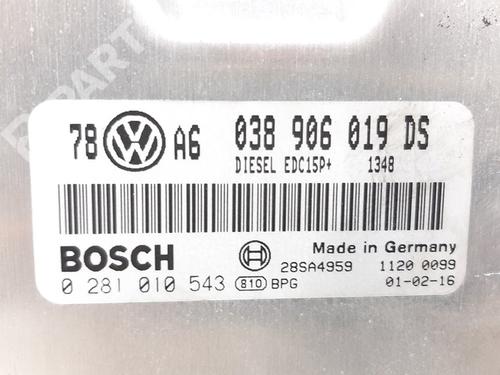 78 VW A6 038 906 019 DS
DIESEL EDC15P+ 1348
BOSCH Made in Germany
28SA4959 1120 0099
0 281 010 543 810 BPG 01-02-16